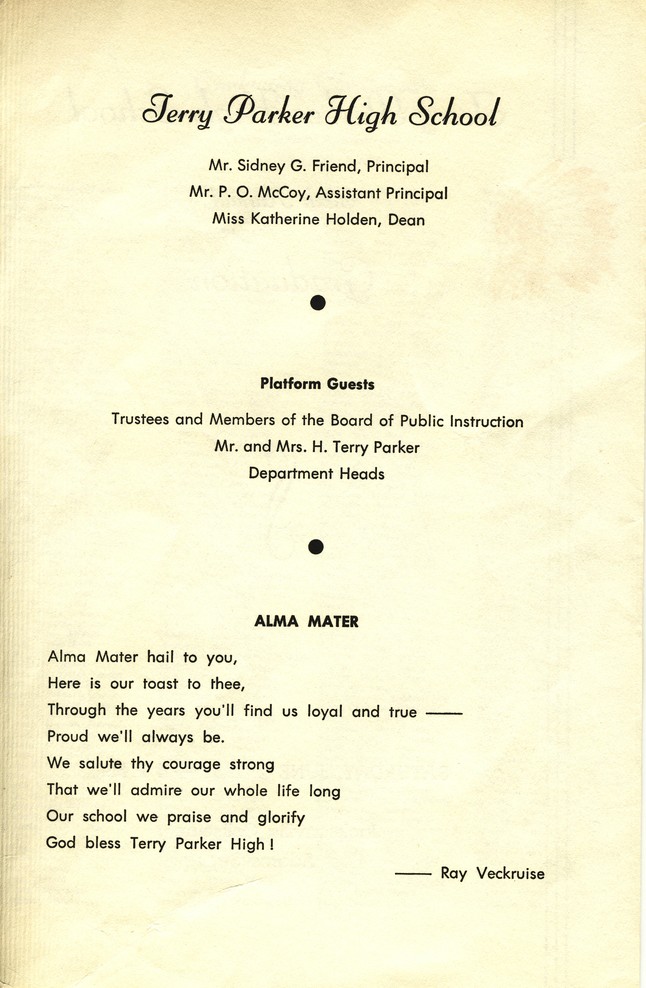 Terry Parker High School
Mr. Sidney G. Friend, Principal
Mr. P. O. McCoy, Assistant Principal
Miss Katherine Holden, Dean
Platform Guests
Trustees and Members of the Board of Public Instruction
Mr. and Mrs. H. Terry Parker
Department Heads
ALMA MATER
Alma Mater hail to you,
Here is our toast to thee,
Through the years you'll find us loyal and true ——
Proud we'll always be.
We salute thy courage strong
That we'll admire our whole life long
Our school we praise and glorify
God bless Terry Parker High !
—— Ray Veckruise